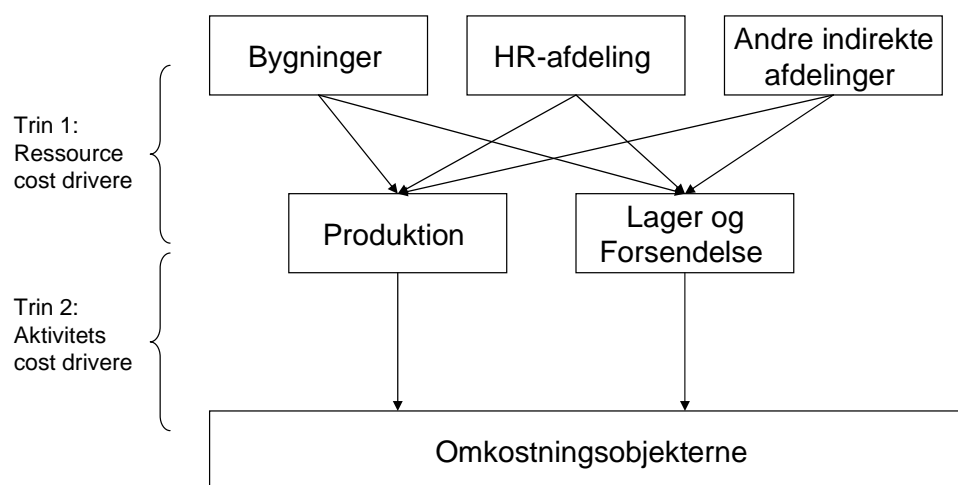 Bygninger
HR-afdeling
Andre indirekte
afdelinger
Trin 1:
Ressource
cost drivere
Produktion
Lager og
Forsendelse
Trin 2:
Aktivitets
cost drivere
Omkostningsobjekterne